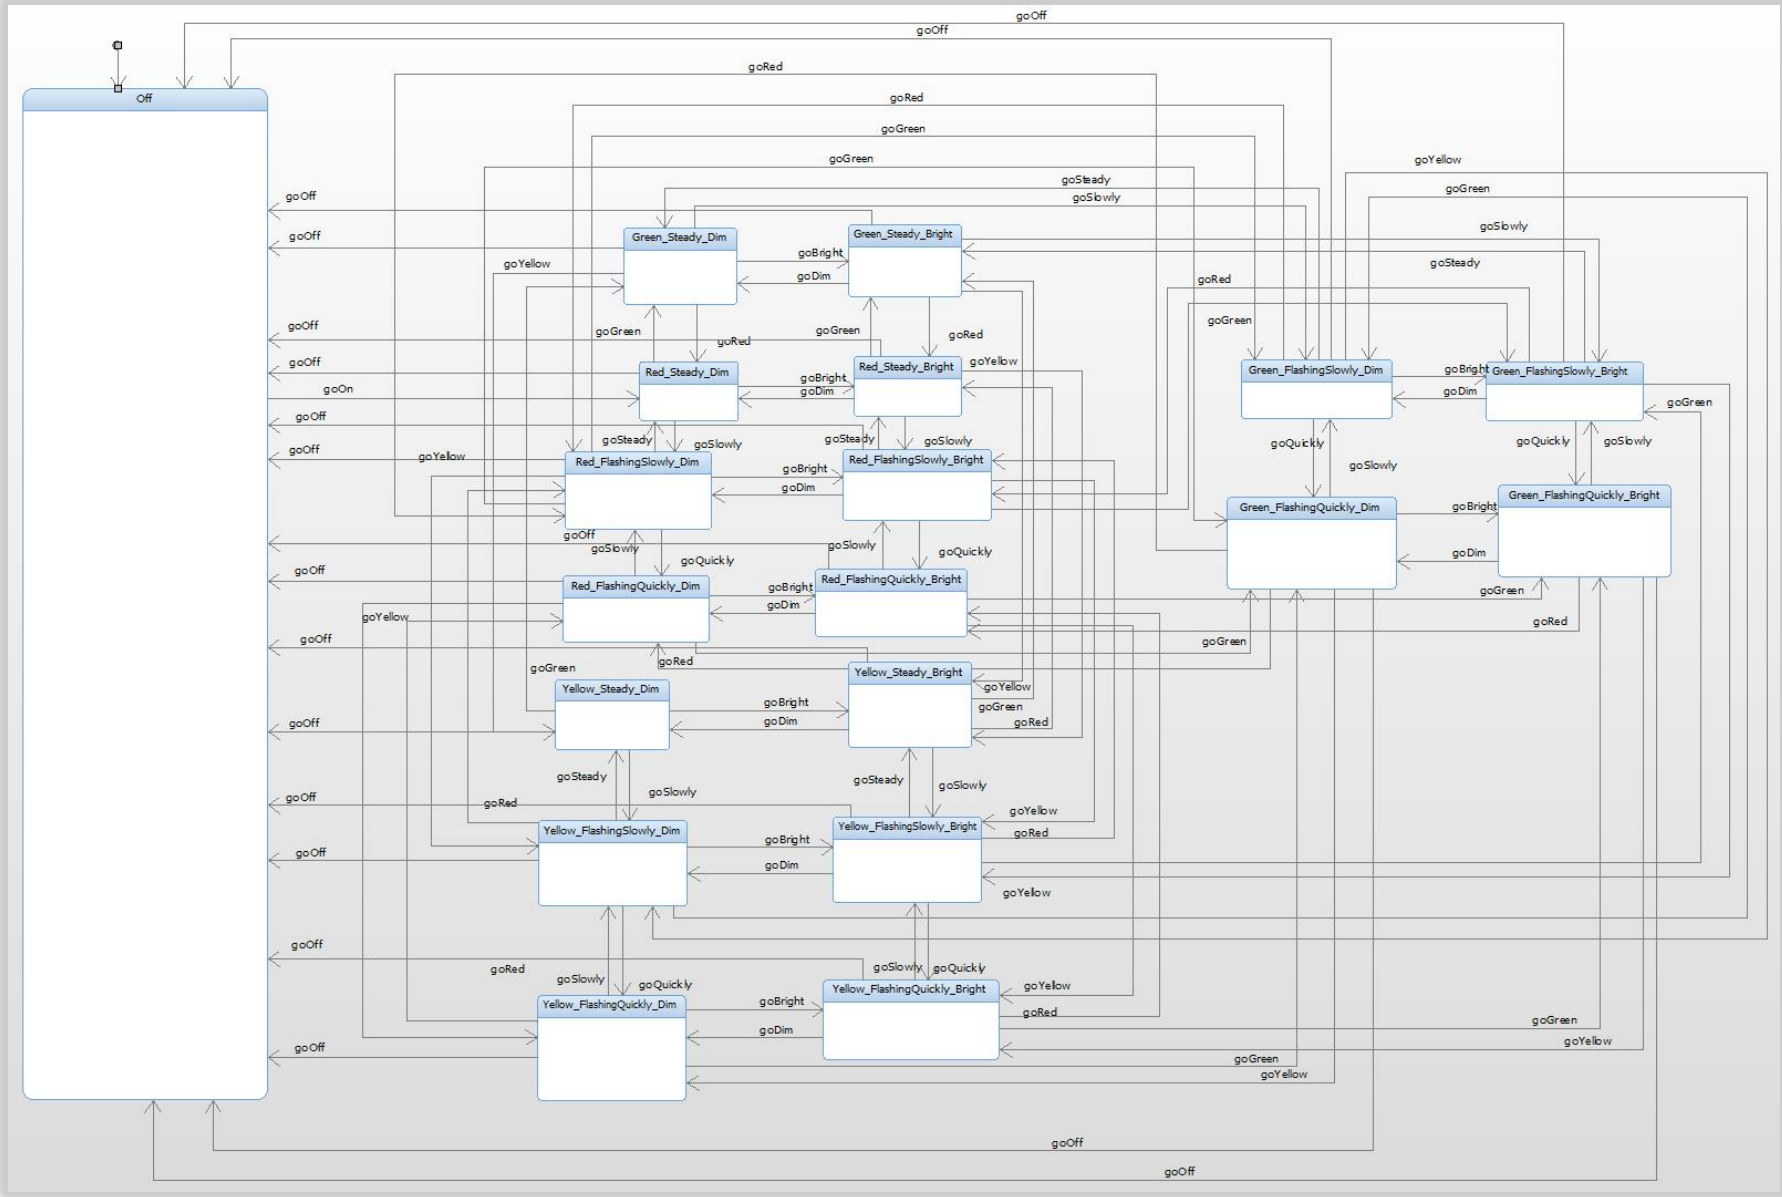 goOff
goOff
goRed
Off
goRed
goGreen
goGreen
goYellow
goSteady
goGreen
goOff
goSlowly
goOff
Green_Steady_Dim
Green_Steady_Bright
goSlowly
goBright
goYellow
goDim
goSteady
goRed
goOff
goGreen
goRed
goGreen
goRed
goGreen
goOff
Red_Steady_Dim
Red_Steady_Bright
goYellow
Green_FlashingSlowly_Dim
goBright
Green_FlashingSlowly_Bright
goOn
goBright
goDim
goDim
goGreen
goOff
goSteady
goSlowly
goSteady
goSlowly
goQuickly
goQuickly
goSlowly
goOff
goYellow
Red_FlashingSlowly_Dim
goBright
Red_FlashingSlowly_Bright
goSlowly
goDim
Green_FlashingQuickly_Dim
goBright
Green_FlashingQuickly_Bright
goOff
goSlowly
goQuickly
goSlowly
goQuickly
goDim
goOff
Red_FlashingQuickly_Dim
goBright
Red_FlashingQuickly_Bright
goDim
goGreen
goYellow
goRed
goOff
goGreen
goRed
goGreen
Yellow_Steady_Dim
Yellow_Steady_Bright
goYellow
goBright
goGreen
goOff
goDim
goRed
goSteady
goSlowly
goSteady
goSlowly
goOff
goRed
goYellow
Yellow_FlashingSlowly_Dim
goBright
Yellow_FlashingSlowly_Bright
goRed
goOff
goDim
goYellow
goOff
goRed
goSlowly
goQuickly
goSlowly
goQuickly
Yellow_FlashingQuickly_Dim
goBright
Yellow_FlashingQuickly_Bright
goYellow
goRed
goGreen
goOff
goDim
goYellow
goGreen
goYellow
goOff
goOff